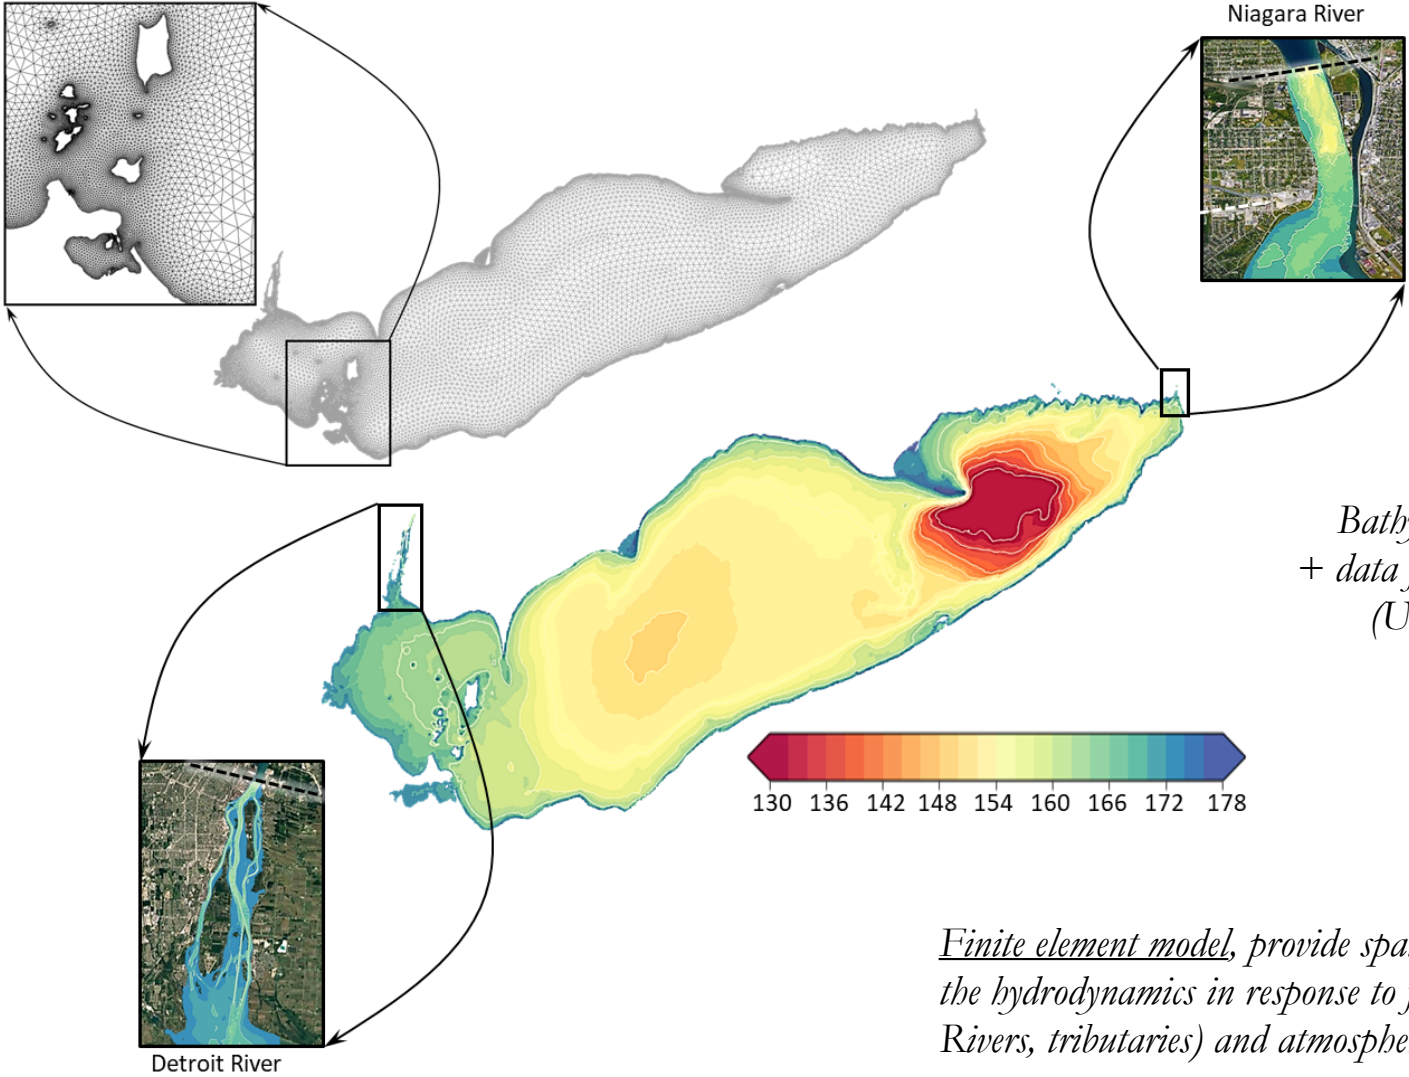 Niagara River
+ data
(U
130 136 142 148 154 160 166 172 178
Finite element model, provide
the hydrodynamics in response to
Rivers, tributaries) and
Detroit River